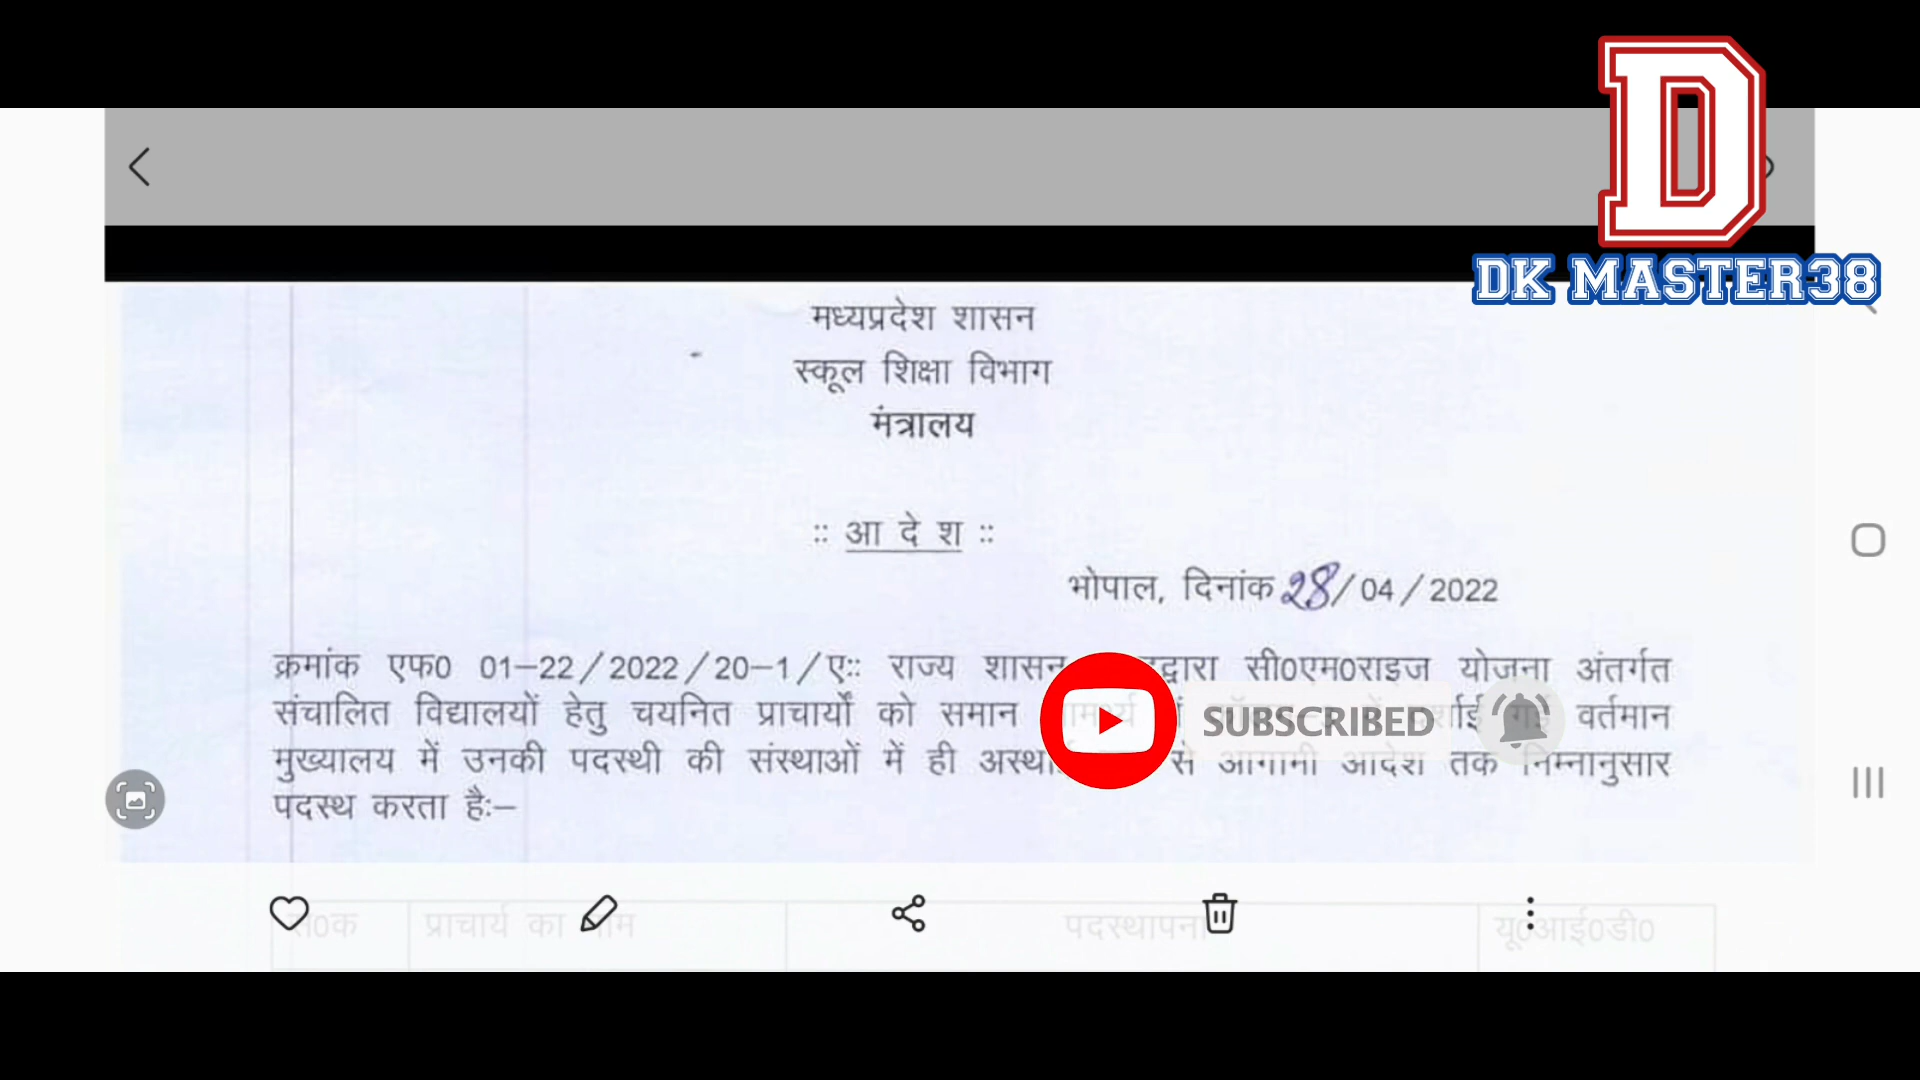 D
DK MASTER38
मध्यप्रदेश शासन
स्कूल शिक्षा विभाग
मंत्रालय
:: आ दे श ::
भोपाल, दिनांक 28/04/2022
क्रमांक एफ0 01-22/2022/20-1/ए:: राज्य शासन द्वारा सी0एम0राइज योजना अंतर्गत
संचालित विद्यालयों हेतु चयनित प्राचार्यों को समान वर्तमान
मुख्यालय में उनकी पदस्थी की संस्थाओं में ही से आगामी आदेश तक निम्नानुसार
पदस्थ करता है:-
SUBSCRIBED
प्राचार्य का नाम पदस्थापना यू0आई0डी0